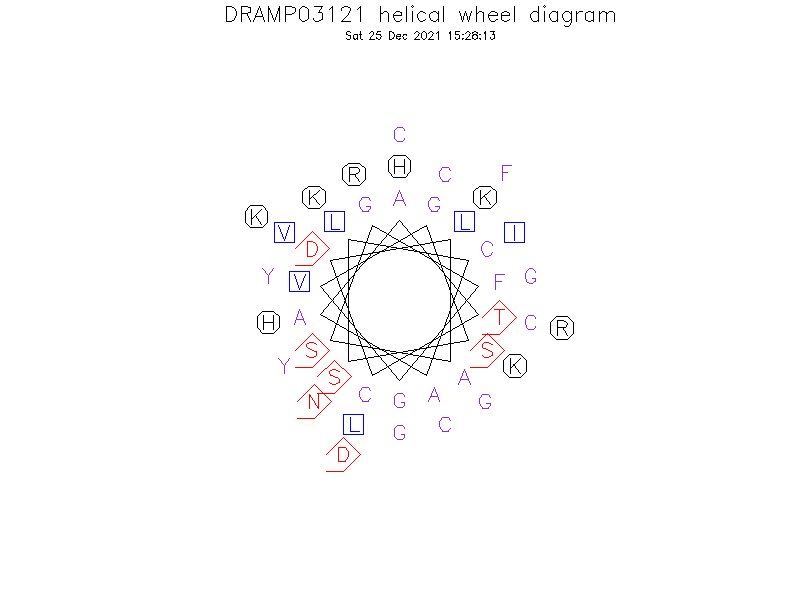 DRAMP03121 helical wheel diagram
Sat 25 Dec 2021 15:28:13
C
H
R C F
K L G A G L K
K V D C I
Y V F G
H A T C R
Y S S K
S A
N C G A G
L G C
D